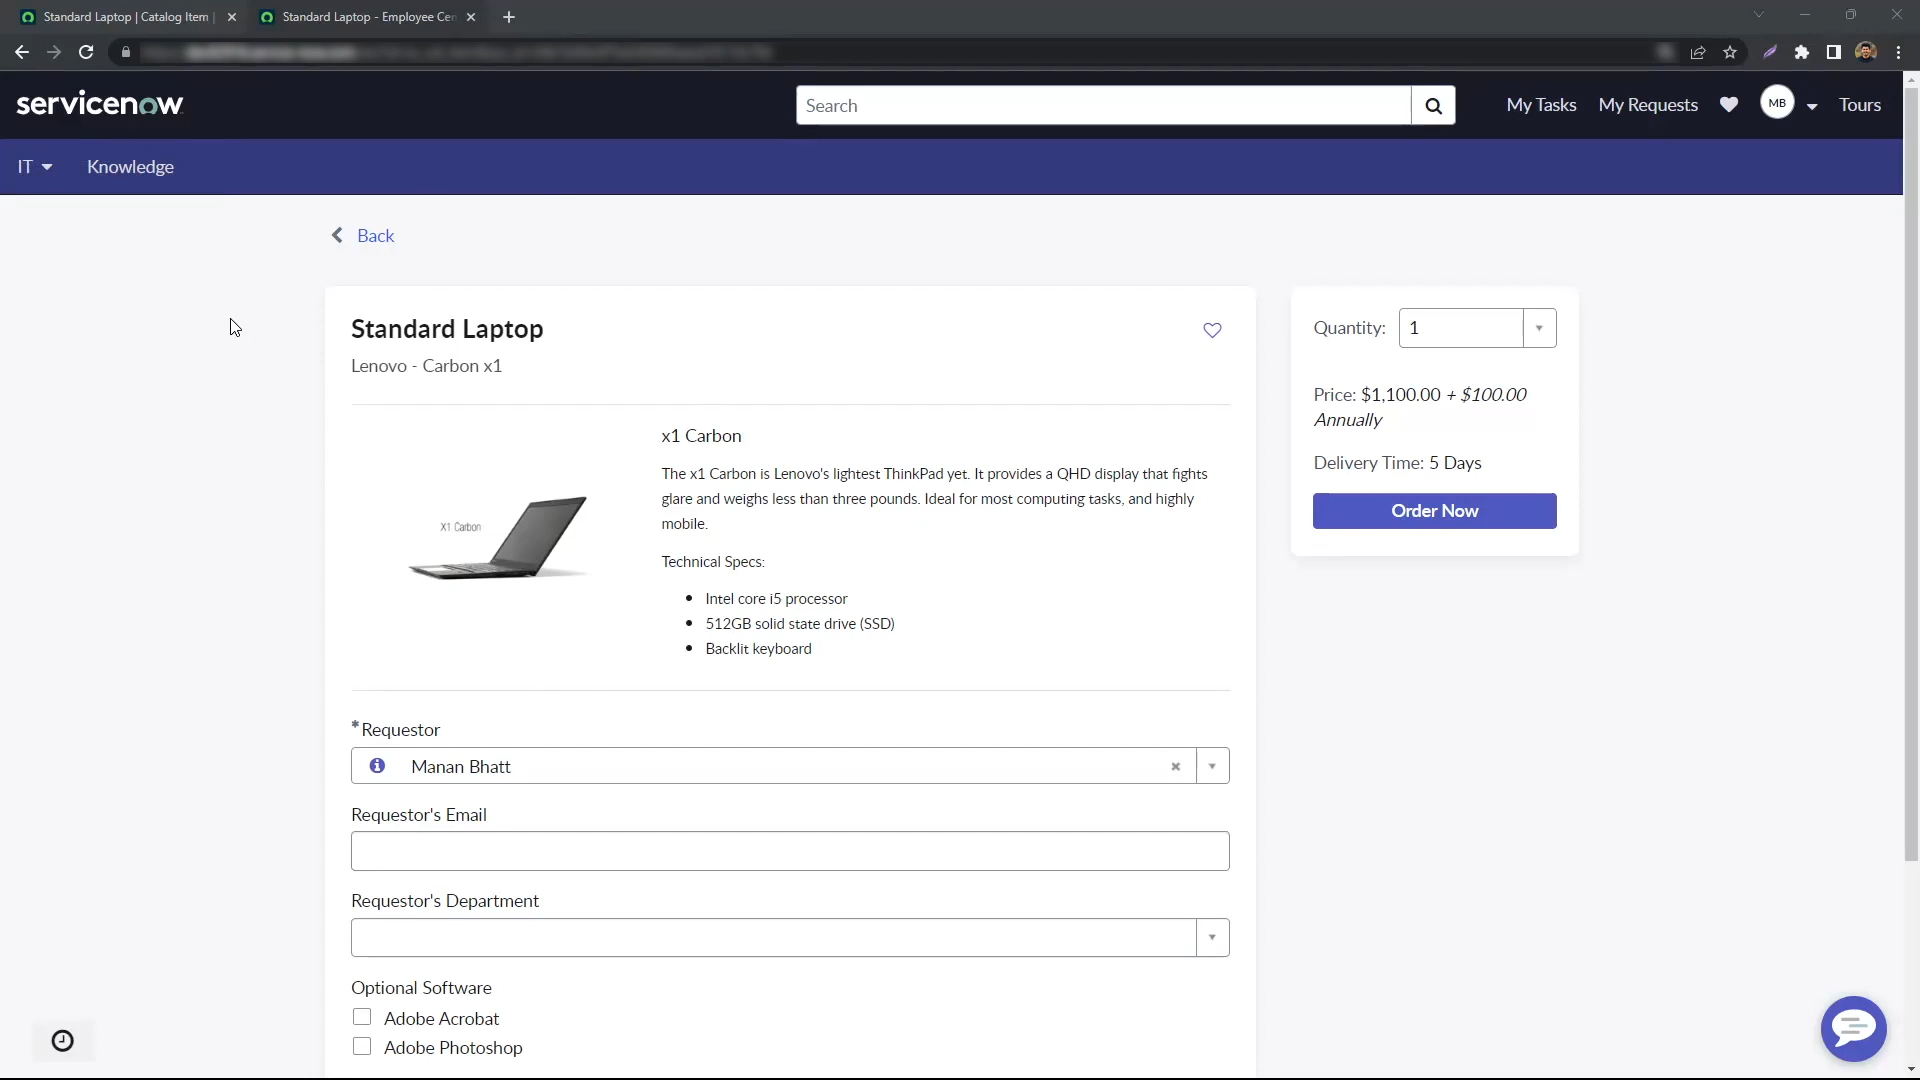 Standard Laptop | Catalog Item |
Standard Laptop - Employee Cen
servicenow
Search
My Tasks
My Requests
MB
Tours
IT
Knowledge
Back
Standard Laptop
Lenovo - Carbon x1
Quantity: 1
Price: $1,100.00 + $100.00
Annually
Delivery Time: 5 Days
Order Now
x1 Carbon
The x1 Carbon is Lenovo's lightest ThinkPad yet. It provides a QHD display that fights
glare and weighs less than three pounds. Ideal for most computing tasks, and highly
mobile.
X1 Carbon
Technical Specs:
• Intel core i5 processor
• 512GB solid state drive (SSD)
• Backlit keyboard
* Requestor
Manan Bhatt
Requestor's Email
Requestor's Department
Optional Software
Adobe Acrobat
Adobe Photoshop